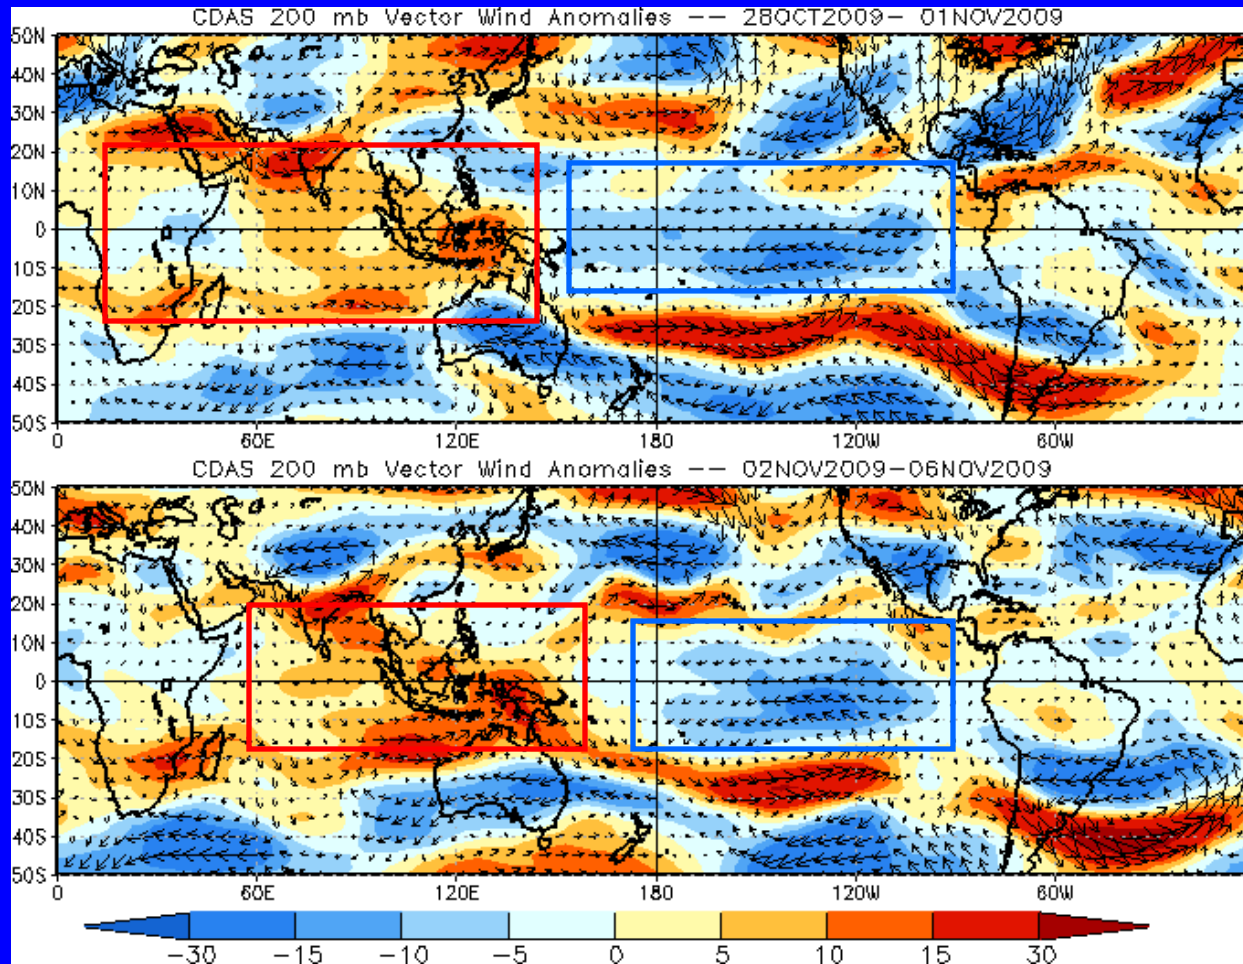 CDAS 200 mb Vector Wind Anomalies -- 28OCT2009- 01NOV2009
50N
40N
30N
20N
10N
0
10S
20S
30S
40S
50S
0 60E 120E 180 120W 60W
CDAS 200 mb Vector Wind Anomalies -- 02NOV2009-06NOV2009
50N
40N
30N
20N
10N
0
10S
20S
30S
40S
50S
0 60E 120E 180 120W 60W
-30 -15 -10 -5 0 5 10 15 30